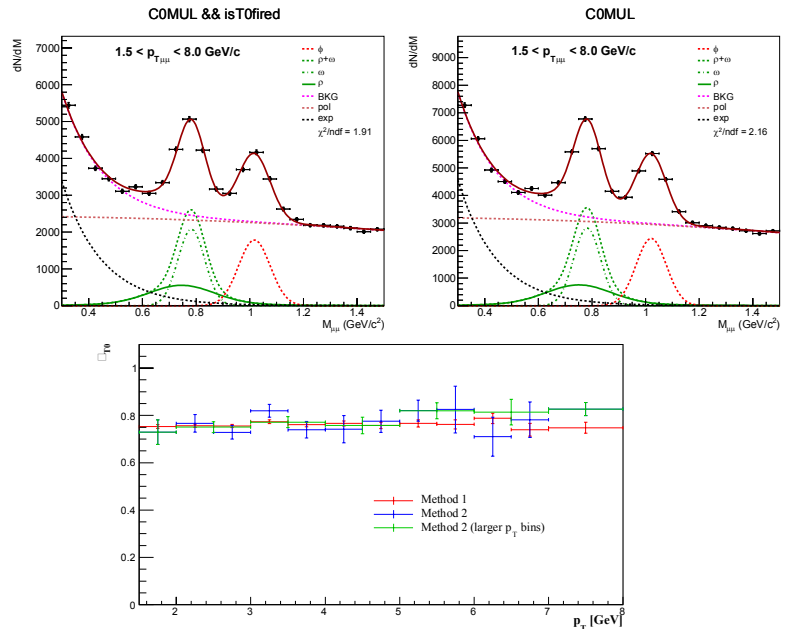 C0MUL && isT0fired
dN/dM
7000
6000
5000
4000
3000
2000
1000
0
1.5 < pTμμ < 8.0 GeV/c
ϕ
ρ+ω
ω
ρ
BKG
pol
exp
χ²/ndf = 1.91
0.4 0.6 0.8 1 1.2 1.4
Mμμ (GeV/c²)
C0MUL
dN/dM
9000
8000
7000
6000
5000
4000
3000
2000
1000
0
1.5 < pTμμ < 8.0 GeV/c
ϕ
ρ+ω
ω
ρ
BKG
pol
exp
χ²/ndf = 2.16
0.4 0.6 0.8 1 1.2 1.4
Mμμ (GeV/c²)
□T0
1
0.8
0.6
0.4
0.2
0
Method 1
Method 2
Method 2 (larger pT bins)
2 3 4 5 6 7 8
pT [GeV]